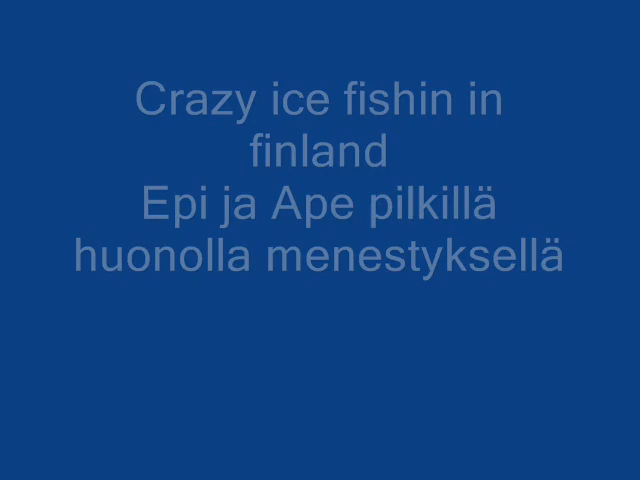 Crazy ice fishin in
finland
Epi ja Ape pilkillä
huonolla menestyksellä